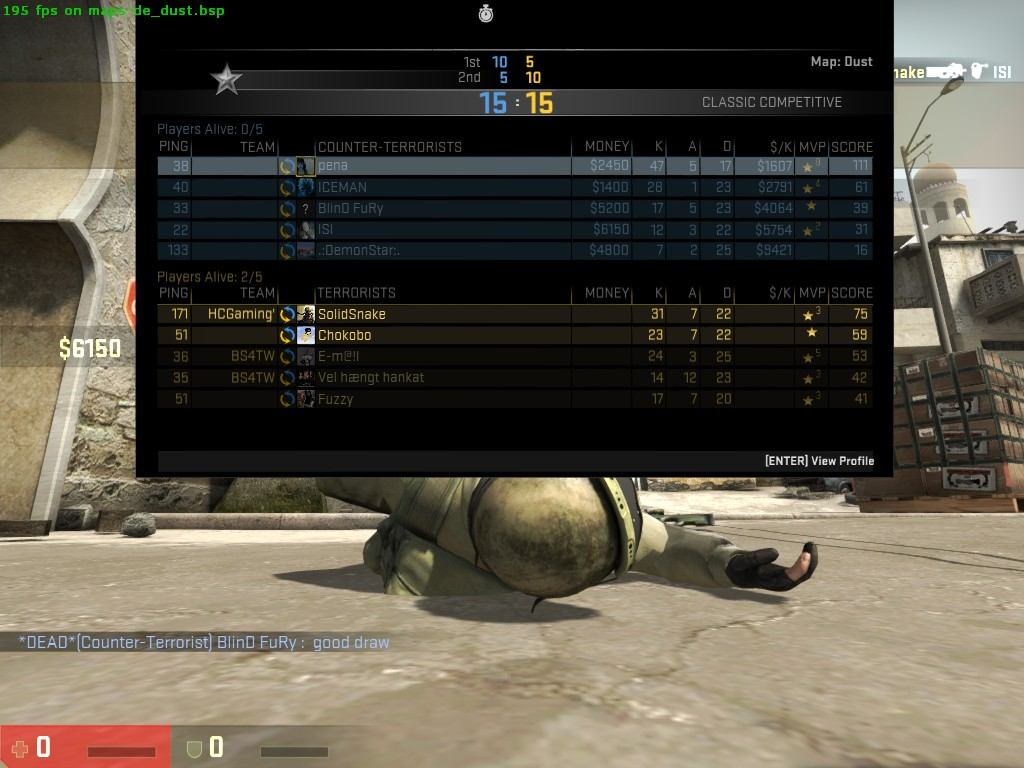 195 fps on maps/de_dust.bsp
1st 10 5
2nd 5 10
Map: Dust
nake ISI
15 : 15
CLASSIC COMPETITIVE
Players Alive: 0/5
PING TEAM COUNTER-TERRORISTS MONEY K A D $/K MVP SCORE
38 pena $2450 47 5 17 $1607 ★9 111
40 ICEMAN $1400 28 1 23 $2791 ★4 61
33 ? BlinD FuRy $5200 17 5 23 $4064 ★ 39
22 ISI $6150 12 3 22 $5754 ★2 31
133 .:DemonStar:. $4800 7 2 25 $9421 16
Players Alive: 2/5
PING TEAM TERRORISTS MONEY K A D $/K MVP SCORE
171 HCGaming' SolidSnake 31 7 22 ★3 75
51 Chokobo 23 7 22 ★ 59
36 BS4TW E-m@!l 24 3 25 ★5 53
35 BS4TW Vel hængt hankat 14 12 23 ★3 42
51 Fuzzy 17 7 20 ★3 41
$6150
[ENTER] View Profile
*DEAD*(Counter-Terrorist) BlinD FuRy : good draw
0 0